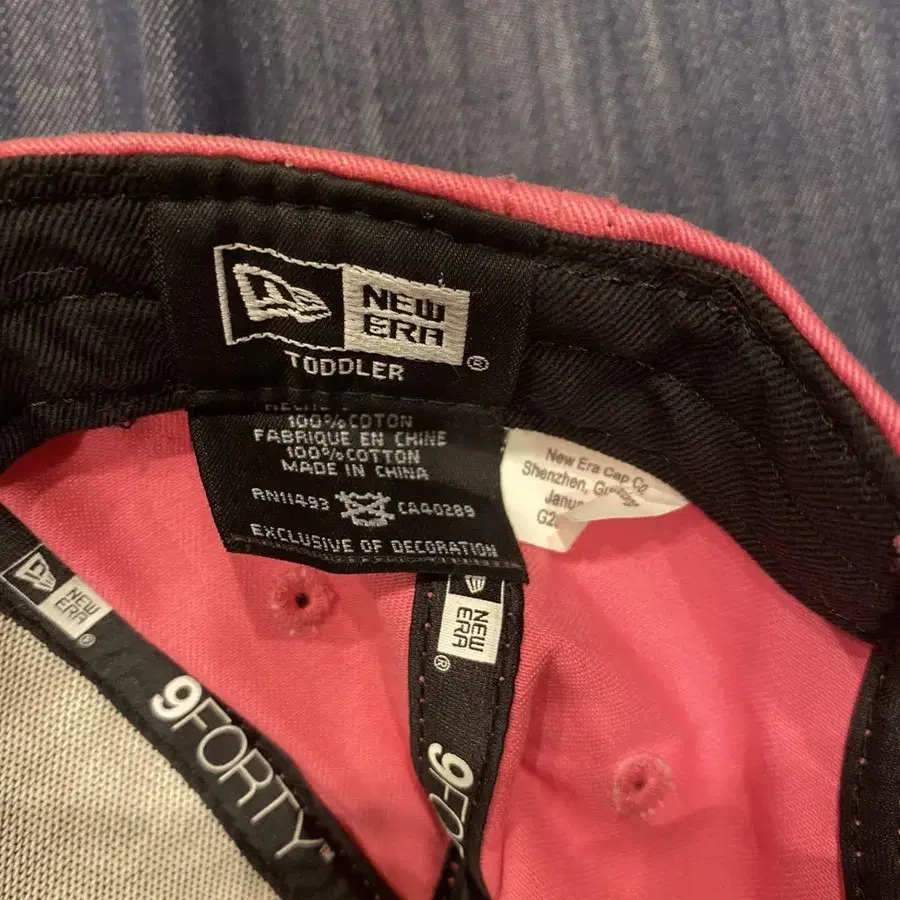 NEW
ERA
®
TODDLER
100%COTON
FABRIQUE EN CHINE
100%COTTON
MADE IN CHINA
RN11493 CA40289
EXCLUSIVE OF DECORATION
New Era Cap Co.
Shenzhen,
NEW
ERA
®
9FORTY
NEW
ERA
®